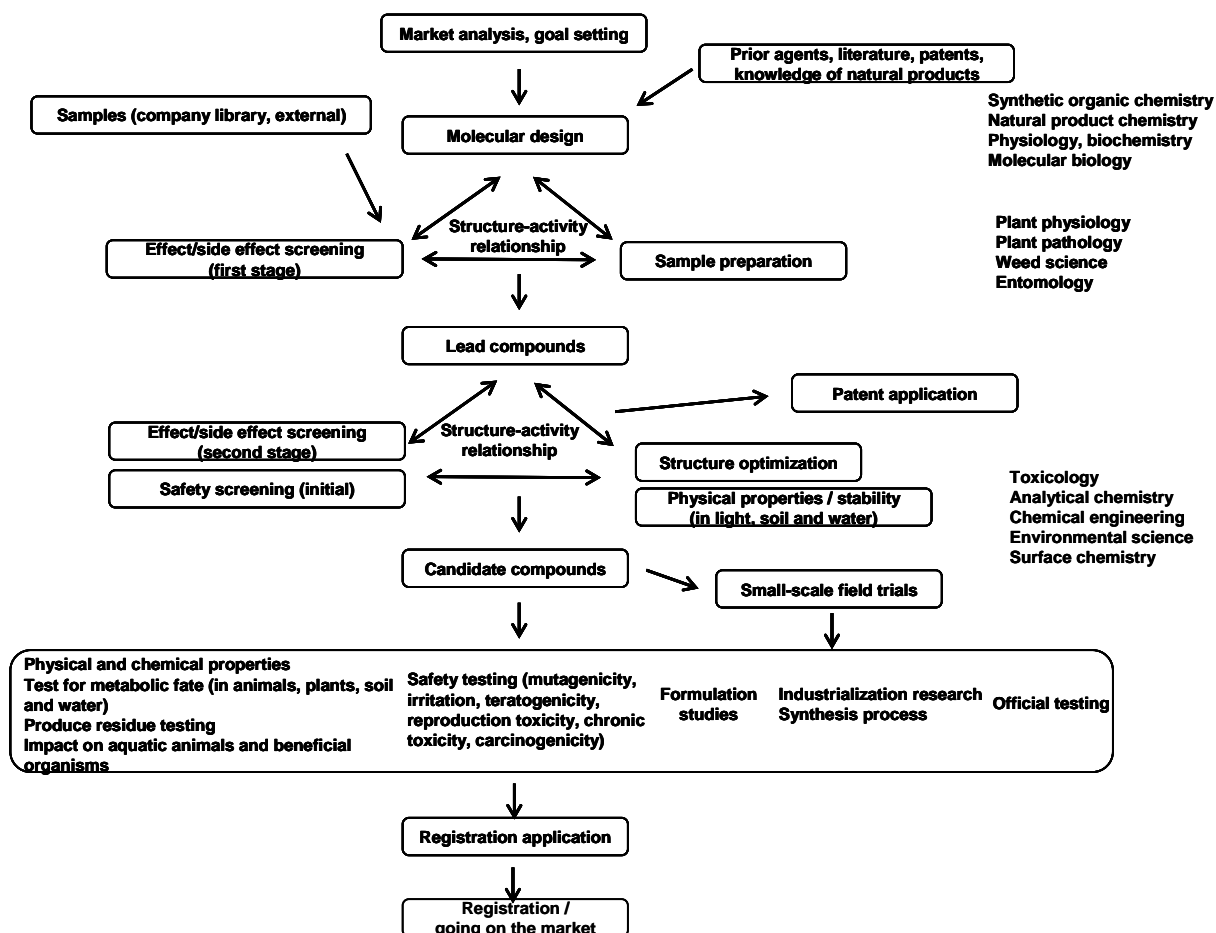 Market analysis, goal setting
Prior agents, literature, patents,
knowledge of natural products
Samples (company library, external)
Molecular design
Synthetic organic chemistry
Natural product chemistry
Physiology, biochemistry
Molecular biology
Structure-activity
relationship
Effect/side effect screening
(first stage)
Sample preparation
Plant physiology
Plant pathology
Weed science
Entomology
Lead compounds
Patent application
Effect/side effect screening
(second stage)
Structure-activity
relationship
Structure optimization
Safety screening (initial)
Physical properties / stability
(in light, soil and water)
Toxicology
Analytical chemistry
Chemical engineering
Environmental science
Surface chemistry
Candidate compounds
Small-scale field trials
Physical and chemical properties
Test for metabolic fate (in animals, plants, soil
and water)
Produce residue testing
Impact on aquatic animals and beneficial
organisms
Safety testing (mutagenicity,
irritation, teratogenicity,
reproduction toxicity, chronic
toxicity, carcinogenicity)
Formulation
studies
Industrialization research
Synthesis process
Official testing
Registration application
Registration /
going on the market